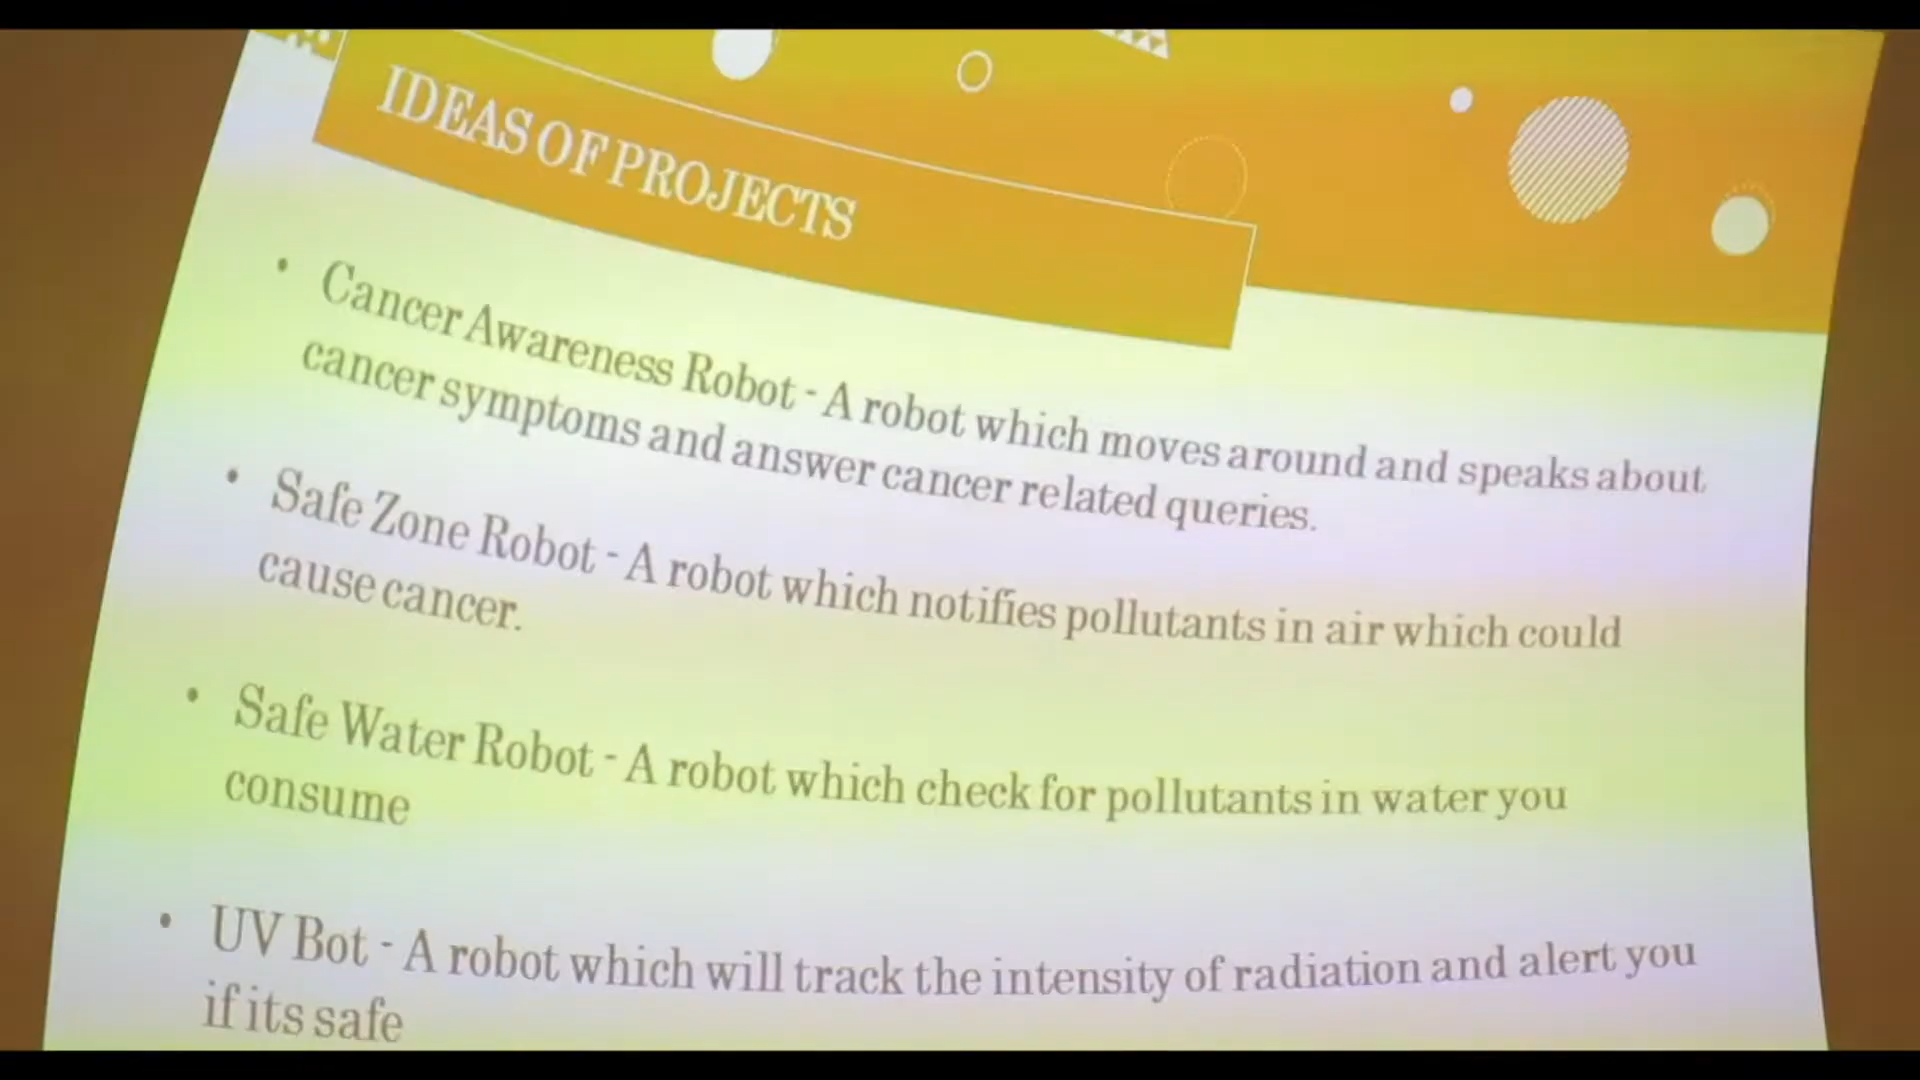 IDEAS OF PROJECTS
• Cancer Awareness Robot - A robot which moves around and speaks about
cancer symptoms and answer cancer related queries.
• Safe Zone Robot - A robot which notifies pollutants in air which could
cause cancer.
• Safe Water Robot - A robot which check for pollutants in water you
consume
• UV Bot - A robot which will track the intensity of radiation and alert you
if its safe